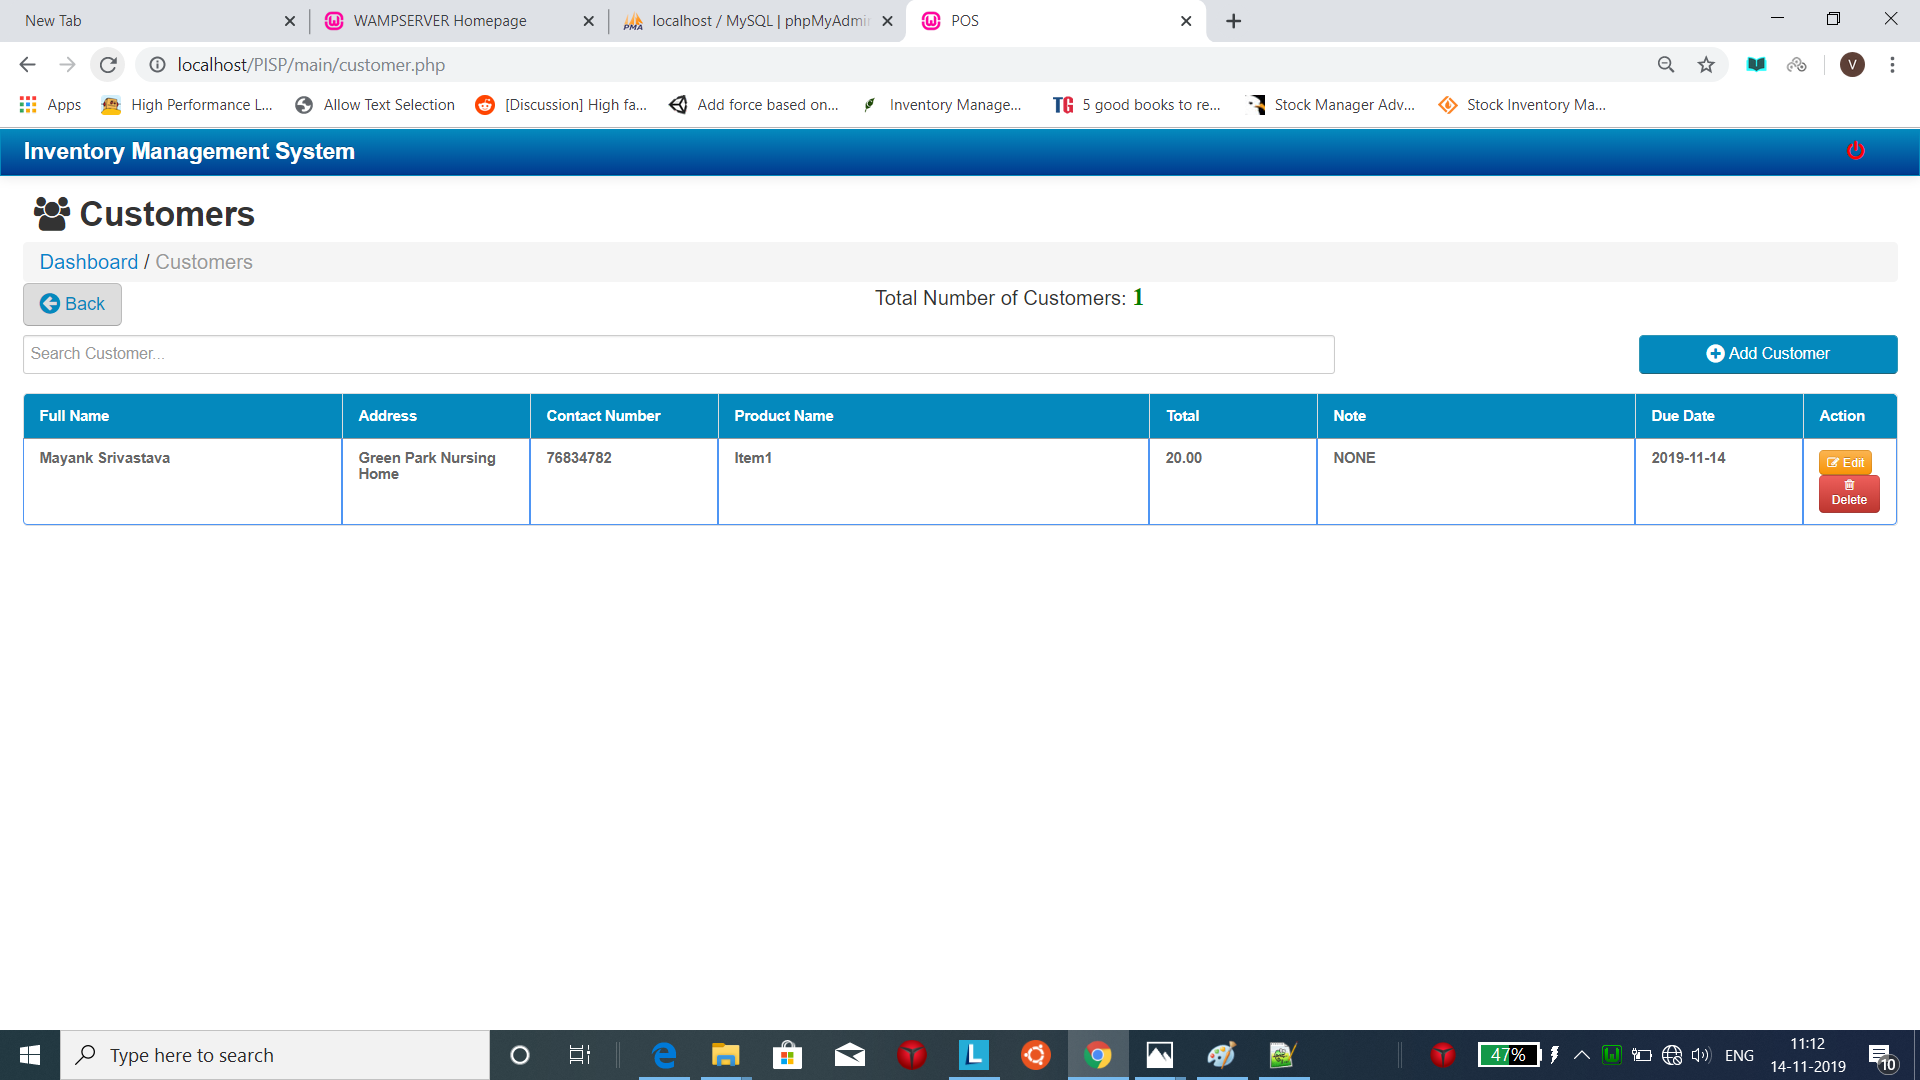 New Tab
WAMPSERVER Homepage
localhost / MySQL | phpMyAdmi
POS
localhost/PISP/main/customer.php
V
Apps
High Performance L...
Allow Text Selection
[Discussion] High fa...
Add force based on...
Inventory Manage...
TG 5 good books to re...
Stock Manager Adv...
Stock Inventory Ma...
Inventory Management System
Customers
Dashboard / Customers
Back
Total Number of Customers: 1
Search Customer...
Add Customer
Full Name Address Contact Number Product Name Total Note Due Date Action
Mayank Srivastava Green Park Nursing Home 76834782 Item1 20.00 NONE 2019-11-14 Edit
Delete
Type here to search
47%
ENG
11:12
14-11-2019
10